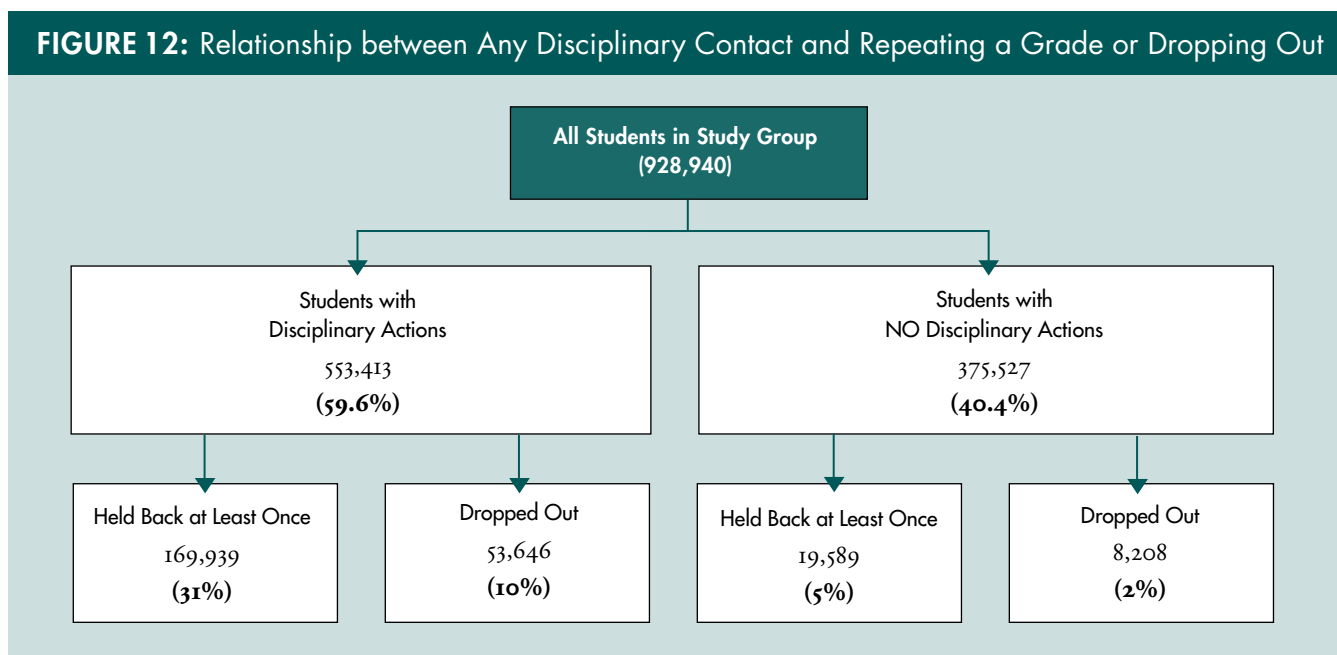 FIGURE 12: Relationship between Any Disciplinary Contact and Repeating a Grade or Dropping Out
All Students in Study Group
(928,940)
Students with
Disciplinary Actions
553,413
(59.6%)
Students with
NO Disciplinary Actions
375,527
(40.4%)
Held Back at Least Once
169,939
(31%)
Dropped Out
53,646
(10%)
Held Back at Least Once
19,589
(5%)
Dropped Out
8,208
(2%)